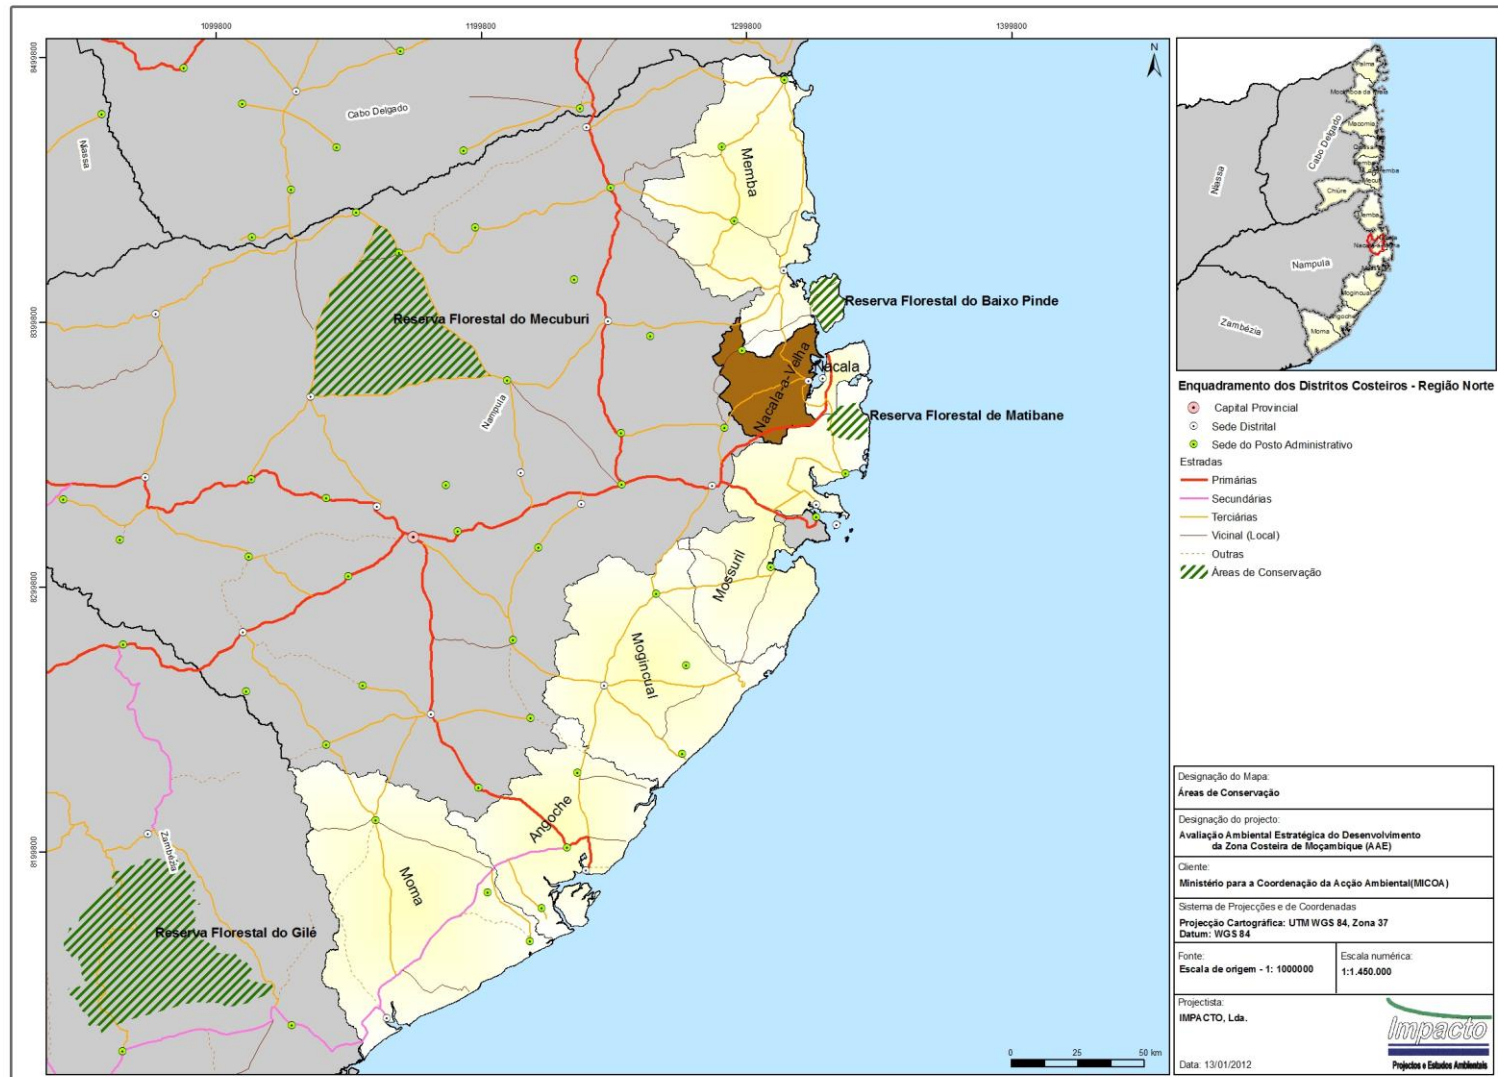 1099800
1199800
1299800
1399800
8499800
8399800
8299800
8199800
N
Cabo Delgado
Niassa
Memba
Reserva Florestal do Baixo Pinde
Reserva Florestal do Mecuburi
Nacala-a-Velha
Nacala
Reserva Florestal de Matibane
Nampula
Mossuril
Mogincual
Angoche
Moma
Zambézia
Reserva Florestal do Gilé
0 25 50 km
Palma
Macomia
Cabo Delgado
Niassa
Chiúre
Nampula
Mogincual
Zambézia
Moma
Enquadramento dos Distritos Costeiros - Região Norte
Capital Provincial
Sede Distrital
Sede do Posto Administrativo
Estradas
Primárias
Secundárias
Terciárias
Vicinal (Local)
Outras
Áreas de Conservação
Designação do Mapa:
Áreas de Conservação
Designação do projecto:
Avaliação Ambiental Estratégica do Desenvolvimento
da Zona Costeira de Moçambique (AAE)
Cliente:
Ministério para a Coordenação da Acção Ambiental(MICOA)
Sistema de Projecções e de Coordenadas
Projecção Cartográfica: UTM WGS 84, Zona 37
Datum: WGS 84
Fonte:
Escala de origem - 1: 1000000
Escala numérica:
1:1.450.000
Projectista:
IMPACTO, Lda.
Impacto
Projectos e Estudos Ambientais
Data: 13/01/2012